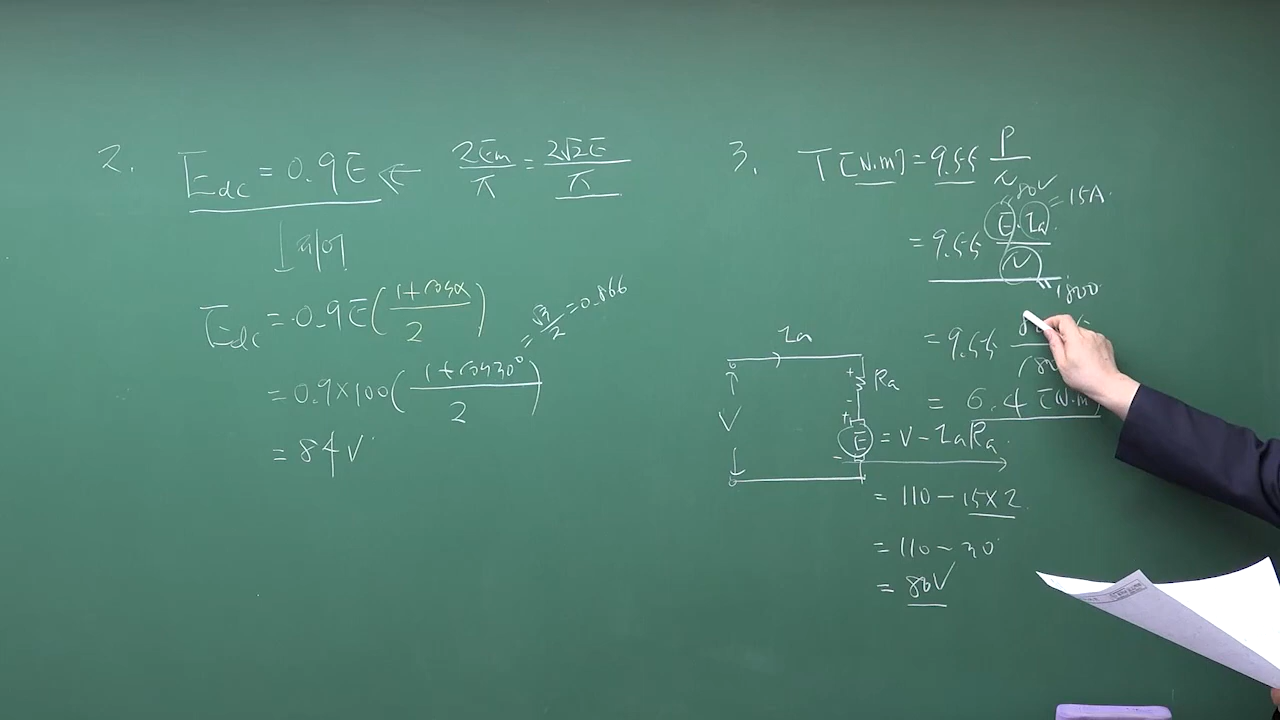 2. Edc = 0.9E ← 2Em/π = 2√2E/π
Edc = 0.9E(1+cosα/2)
= 0.9×100(1+cos30°/2) = √3/2 = 0.866
= 84V
3. T[N·m] = 9.55 P/N
= 9.55 E·Ia/N
"80V
= 15A
"1800
= 9.55
= 6.4 [N·m]
Ia
Ra
V
E = V - IaRa
= 110 - 15×2
= 110 - 30
= 80V